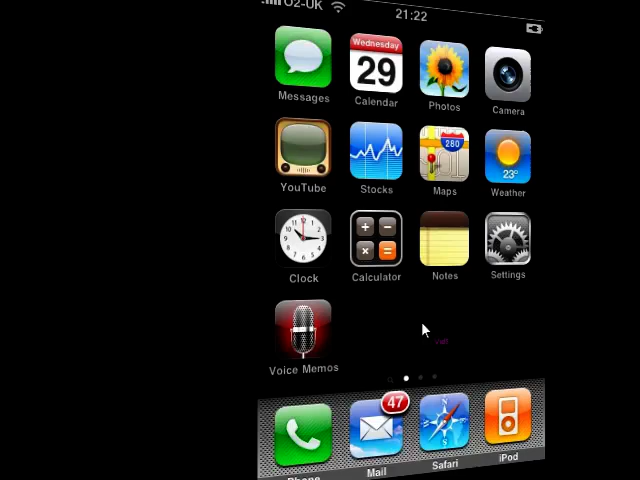 O2-UK 21:22
Wednesday
29
Messages Calendar Photos Camera
280
23°
YouTube Stocks Maps Weather
Clock Calculator Notes Settings
Voice Memos
47
N
Phone Mail Safari iPod